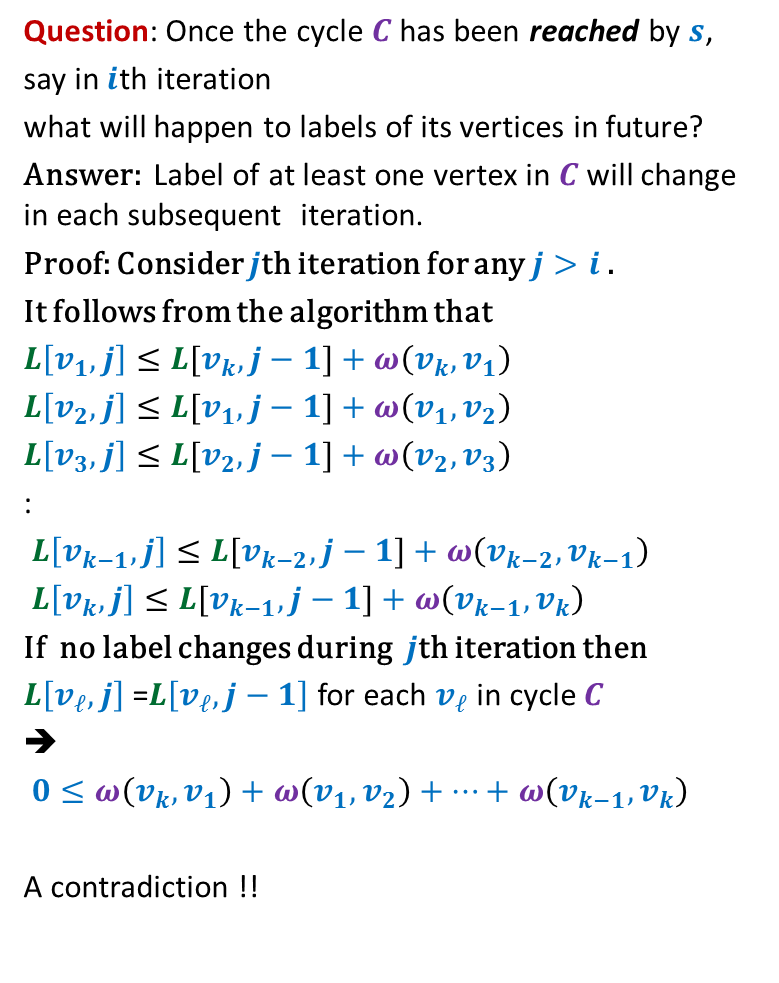 Question: Once the cycle C has been reached by s,
say in ith iteration
what will happen to labels of its vertices in future?
Answer: Label of at least one vertex in C will change
in each subsequent iteration.
Proof: Consider jth iteration for any j > i .
It follows from the algorithm that
L[v₁, j] ≤ L[vₖ, j − 1] + ω(vₖ, v₁)
L[v₂, j] ≤ L[v₁, j − 1] + ω(v₁, v₂)
L[v₃, j] ≤ L[v₂, j − 1] + ω(v₂, v₃)
:
L[vₖ₋₁, j] ≤ L[vₖ₋₂, j − 1] + ω(vₖ₋₂, vₖ₋₁)
L[vₖ, j] ≤ L[vₖ₋₁, j − 1] + ω(vₖ₋₁, vₖ)
If no label changes during jth iteration then
L[v_ℓ, j] =L[v_ℓ, j − 1] for each v_ℓ in cycle C
➔
0 ≤ ω(vₖ, v₁) + ω(v₁, v₂) + ⋯ + ω(vₖ₋₁, vₖ)
A contradiction !!